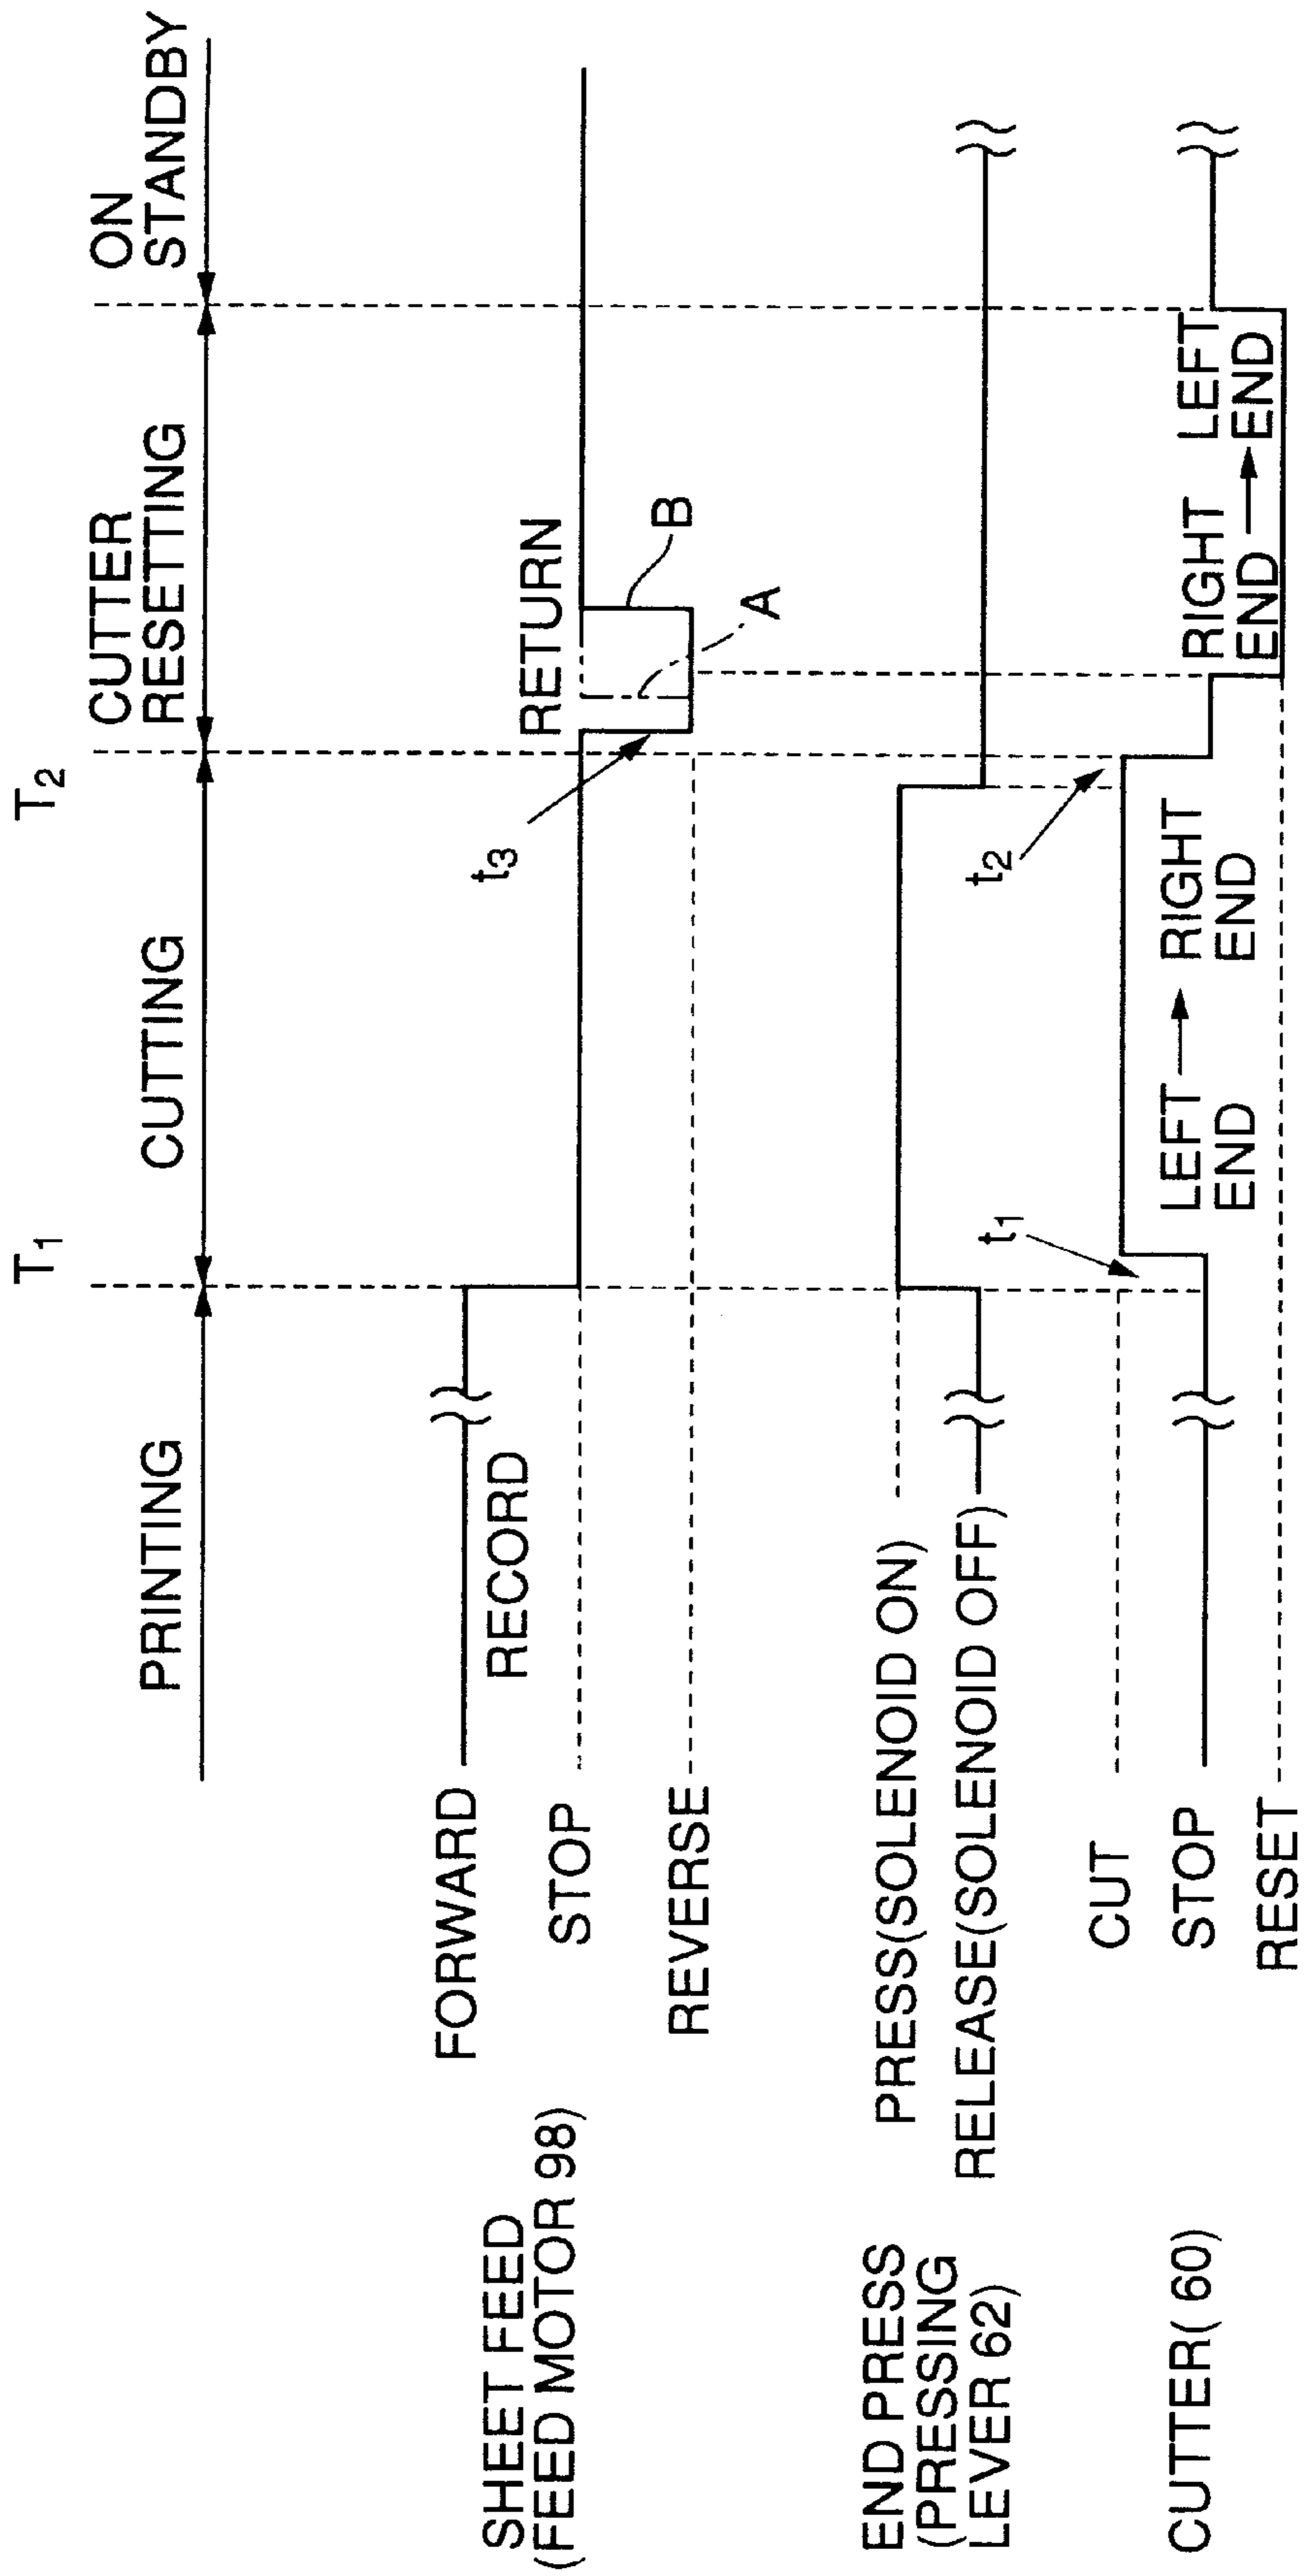 T1
T2
PRINTING
CUTTING
CUTTER
RESETTING
ON
STANDBY
SHEET FEED
(FEED MOTOR 98)
FORWARD
STOP
REVERSE
RECORD
RETURN
t3
A
B
END PRESS
(PRESSING
LEVER 62)
PRESS(SOLENOID ON)
RELEASE(SOLENOID OFF)
CUTTER( 60)
CUT
STOP
RESET
t1
t2
LEFT → RIGHT
END END
RIGHT LEFT
END → END